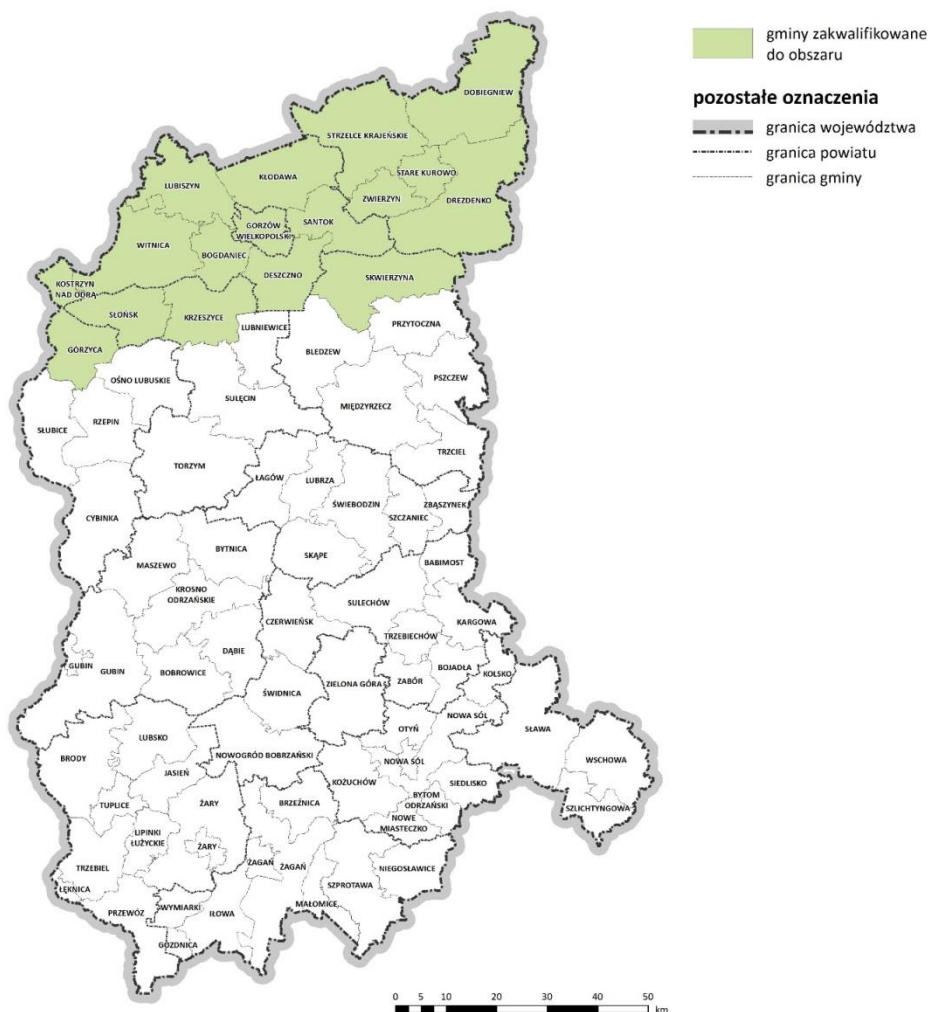 gminy zakwalifikowane
do obszaru
pozostałe oznaczenia
granica województwa
granica powiatu
granica gminy
DOBIEGNIEW
STRZELCE KRAJEŃSKIE
STARE KUROWO
KŁODAWA
LUBISZYN
ZWIERZYN
DREZDENKO
GORZÓW
WIELKOPOLSKI
SANTOK
WITNICA
BOGDANIEC
DESZCZNO
SKWIERZYNA
KOSTRZYN
NAD ODRĄ
SŁOŃSK
KRZESZYCE
LUBNIEWICE
PRZYTOCZNA
GÓRZYCA
BLEDZEW
PSZCZEW
OŚNO LUBUSKIE
SULĘCIN
MIĘDZYRZECZ
SŁUBICE
RZEPIN
TRZCIEL
TORZYM
ŁAGÓW
LUBRZA
ŚWIEBODZIN
ZBĄSZYNEK
SZCZANIEC
CYBINKA
BYTNICA
SKĄPE
MASZEWO
BABIMOST
KROSNO
ODRZAŃSKIE
SULECHÓW
CZERWIEŃSK
KARGOWA
TRZEBIECHÓW
DĄBIE
GUBIN
GUBIN
BOBROWICE
ZIELONA GÓRA
ZABÓR
BOJADŁA
KOLSKO
ŚWIDNICA
NOWA SÓL
OTYŃ
SŁAWA
LUBSKO
BRODY
NOWOGRÓD BOBRZAŃSKI
NOWA SÓL
WSCHOWA
JASIEŃ
KOŻUCHÓW
SIEDLISKO
TUPLICE
ŻARY
BRZEŹNICA
BYTOM
ODRZAŃSKI
SZLICHTYNGOWA
NOWE
MIASTECZKO
LIPINKI
ŁUŻYCKIE
ŻARY
TRZEBIEL
ŻAGAŃ
ŻAGAŃ
NIEGOSŁAWICE
SZPROTAWA
ŁĘKNICA
MAŁOMICE
PRZEWÓZ
WYMIARKI
IŁOWA
GOZDNICA
0 5 10 20 30 40 50
km